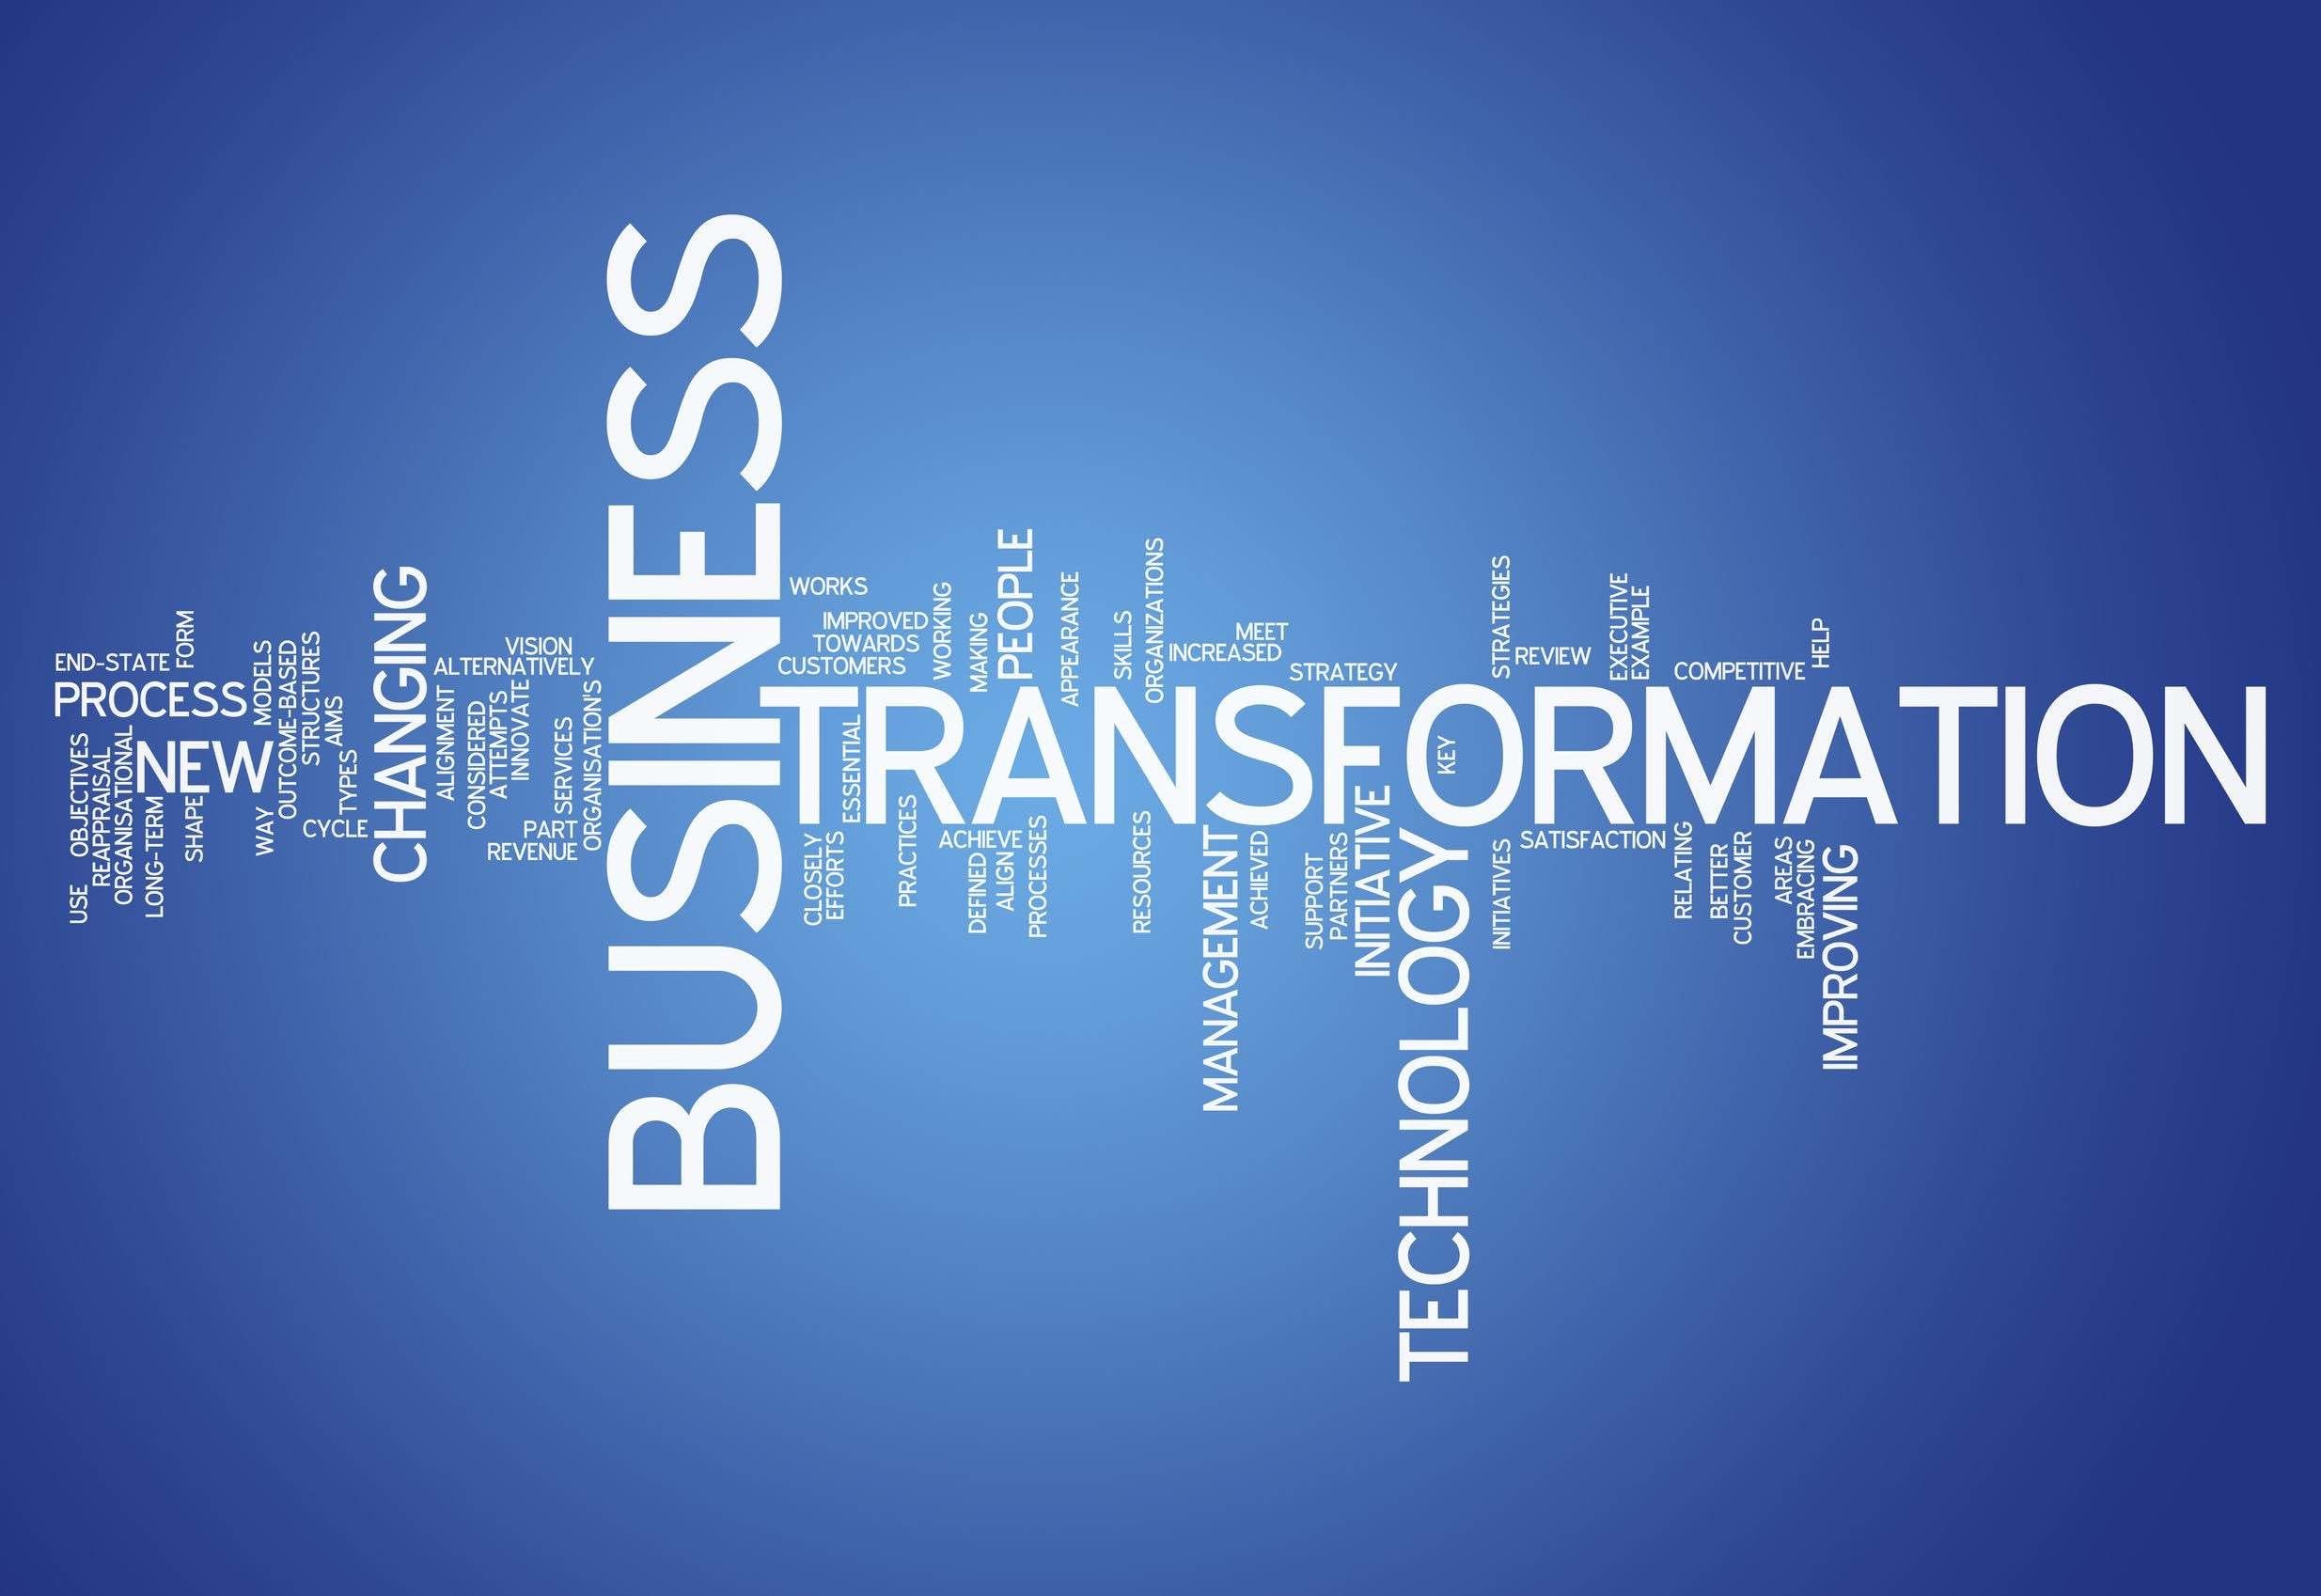 END-STATE
FORM
PROCESS
NEW
USE
OBJECTIVES
REAPPRAISAL
ORGANISATIONAL
LONG-TERM
SHAPE
WAY
MODELS
OUTCOME-BASED
STRUCTURES
AIMS
TYPES
CYCLE
CHANGING
VISION
ALTERNATIVELY
ALIGNMENT
CONSIDERED
ATTEMPTS
INNOVATE
SERVICES
ORGANISATION'S
PART
REVENUE
BUSINESS
TRANSFORMATION
WORKS
IMPROVED
TOWARDS
CUSTOMERS
WORKING
MAKING
PEOPLE
APPEARANCE
SKILLS
ORGANIZATIONS
MEET
INCREASED
STRATEGY
STRATEGIES
REVIEW
EXECUTIVE
EXAMPLE
COMPETITIVE
HELP
ESSENTIAL
KEY
CLOSELY
EFFORTS
PRACTICES
ACHIEVE
DEFINED
ALIGN
PROCESSES
RESOURCES
MANAGEMENT
ACHIEVED
SUPPORT
PARTNERS
INITIATIVE
TECHNOLOGY
INITIATIVES
SATISFACTION
RELATING
BETTER
CUSTOMER
AREAS
EMBRACING
IMPROVING